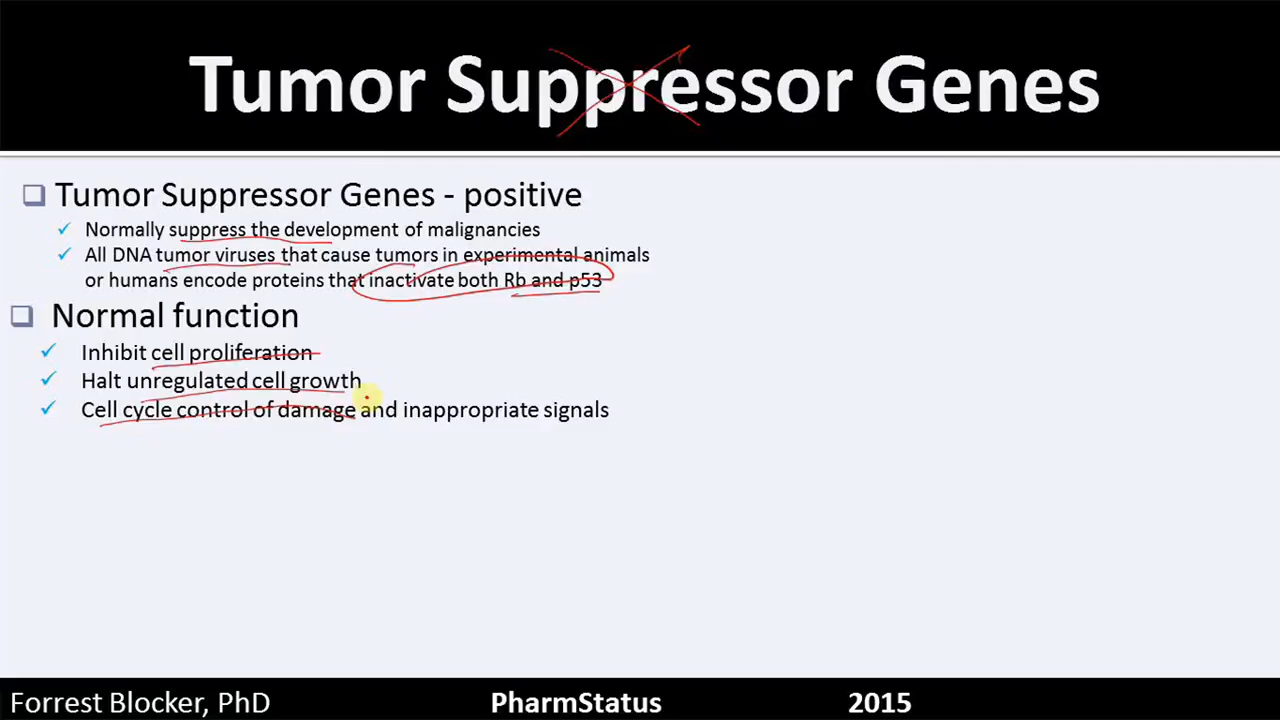 Tumor Suppressor Genes
Tumor Suppressor Genes - positive
Normally suppress the development of malignancies
All DNA tumor viruses that cause tumors in experimental animals
or humans encode proteins that inactivate both Rb and p53
Normal function
Inhibit cell proliferation
Halt unregulated cell growth
Cell cycle control of damage and inappropriate signals
Forrest Blocker, PhD PharmStatus 2015